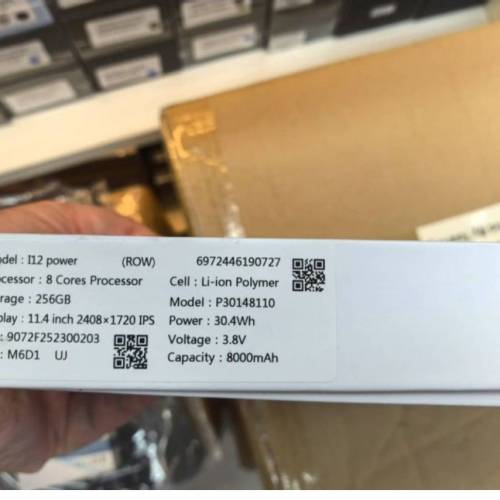 odel : I12 power (ROW) 6972446190727
ocessor : 8 Cores Processor Cell : Li-ion Polymer
rage : 256GB Model : P30148110
play : 11.4 inch 2408×1720 IPS Power : 30.4Wh
: 9072F252300203 Voltage : 3.8V
: M6D1 UJ Capacity : 8000mAh